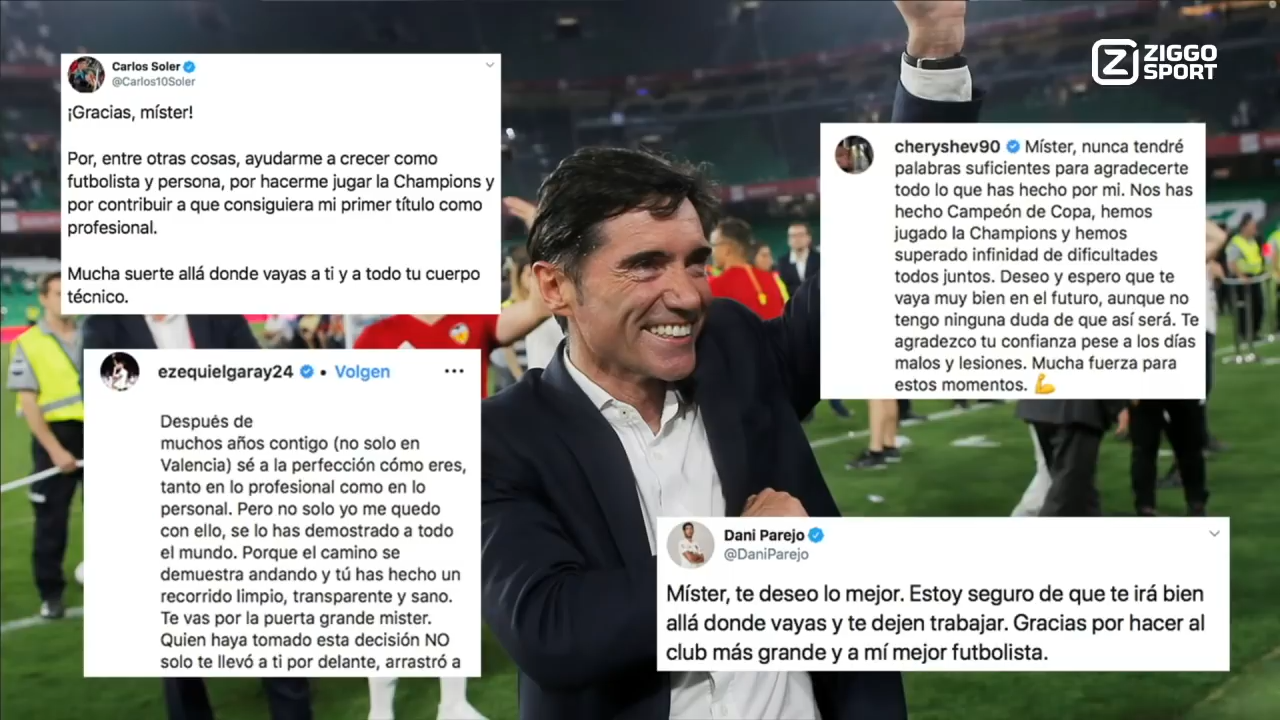 ZIGGO
SPORT
Carlos Soler
@Carlos10Soler
¡Gracias, míster!
Por, entre otras cosas, ayudarme a crecer como
futbolista y persona, por hacerme jugar la Champions y
por contribuir a que consiguiera mi primer título como
profesional.
Mucha suerte allá donde vayas a ti y a todo tu cuerpo
técnico.
cheryshev90 Míster, nunca tendré
palabras suficientes para agradecerte
todo lo que has hecho por mi. Nos has
hecho Campeón de Copa, hemos
jugado la Champions y hemos
superado infinidad de dificultades
todos juntos. Deseo y espero que te
vaya muy bien en el futuro, aunque no
tengo ninguna duda de que así será. Te
agradezco tu confianza pese a los días
malos y lesiones. Mucha fuerza para
estos momentos. 💪
ezequielgaray24 • Volgen ...
Después de
muchos años contigo (no solo en
Valencia) sé a la perfección cómo eres,
tanto en lo profesional como en lo
personal. Pero no solo yo me quedo
con ello, se lo has demostrado a todo
el mundo. Porque el camino se
demuestra andando y tú has hecho un
recorrido limpio, transparente y sano.
Te vas por la puerta grande mister.
Quien haya tomado esta decisión NO
solo te llevó a ti por delante, arrastró a
Dani Parejo
@DaniParejo
Míster, te deseo lo mejor. Estoy seguro de que te irá bien
allá donde vayas y te dejen trabajar. Gracias por hacer al
club más grande y a mí mejor futbolista.